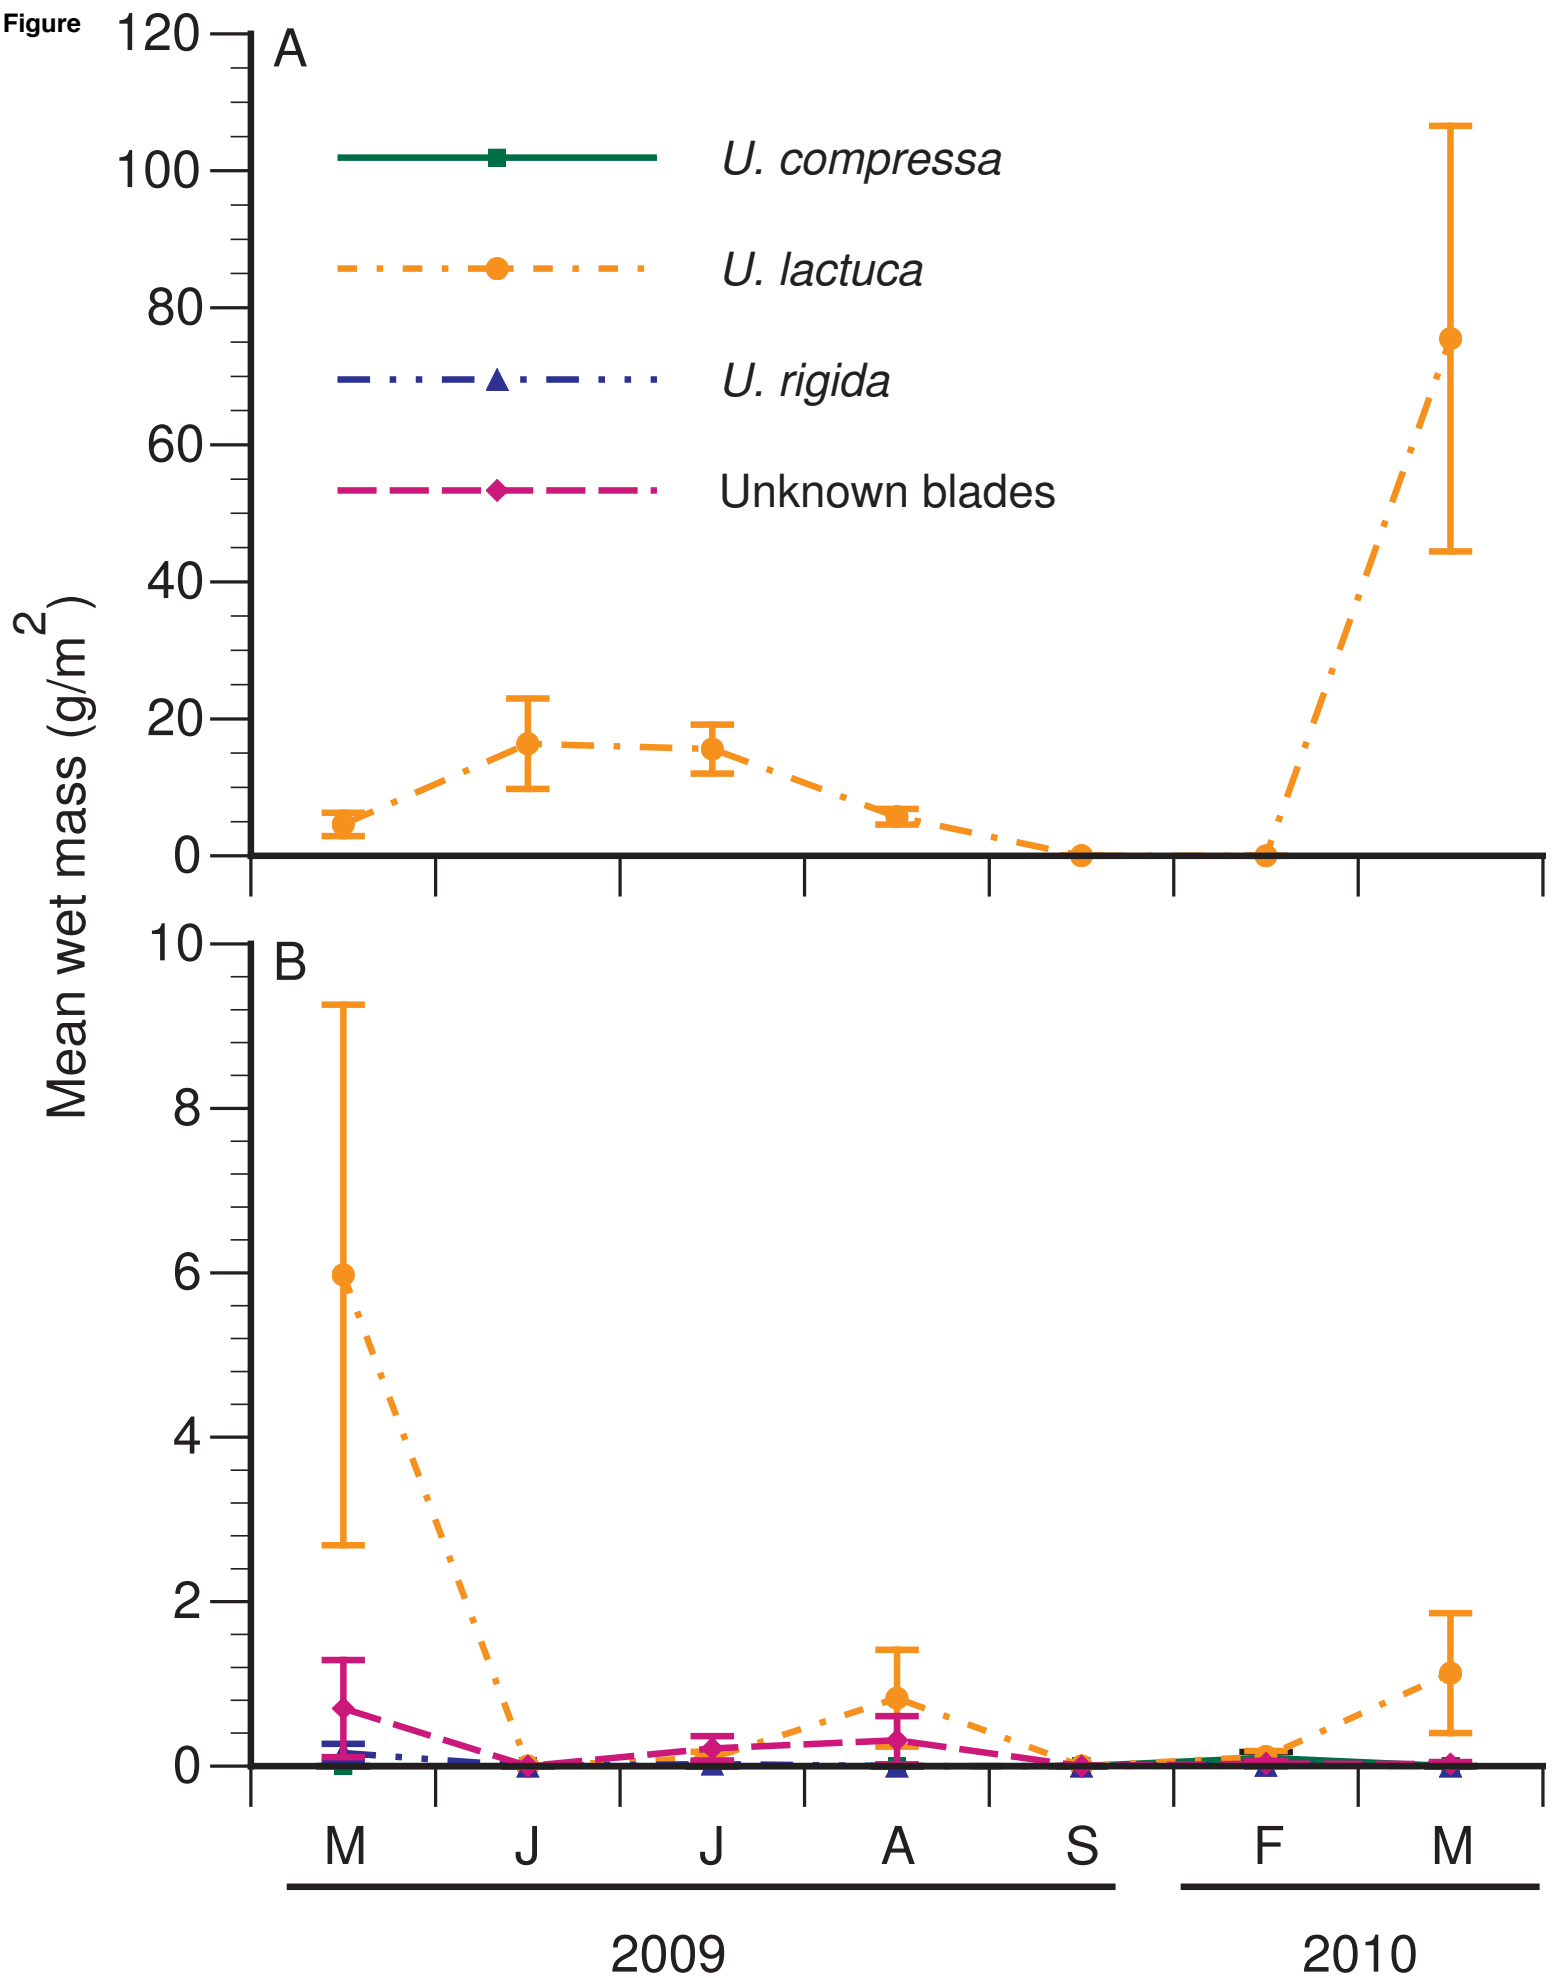 Figure
A
120
100
80
60
40
20
0
U. compressa
U. lactuca
U. rigida
Unknown blades
Mean wet mass (g/m2)
B
10
8
6
4
2
0
M J J A S F M
2009 2010